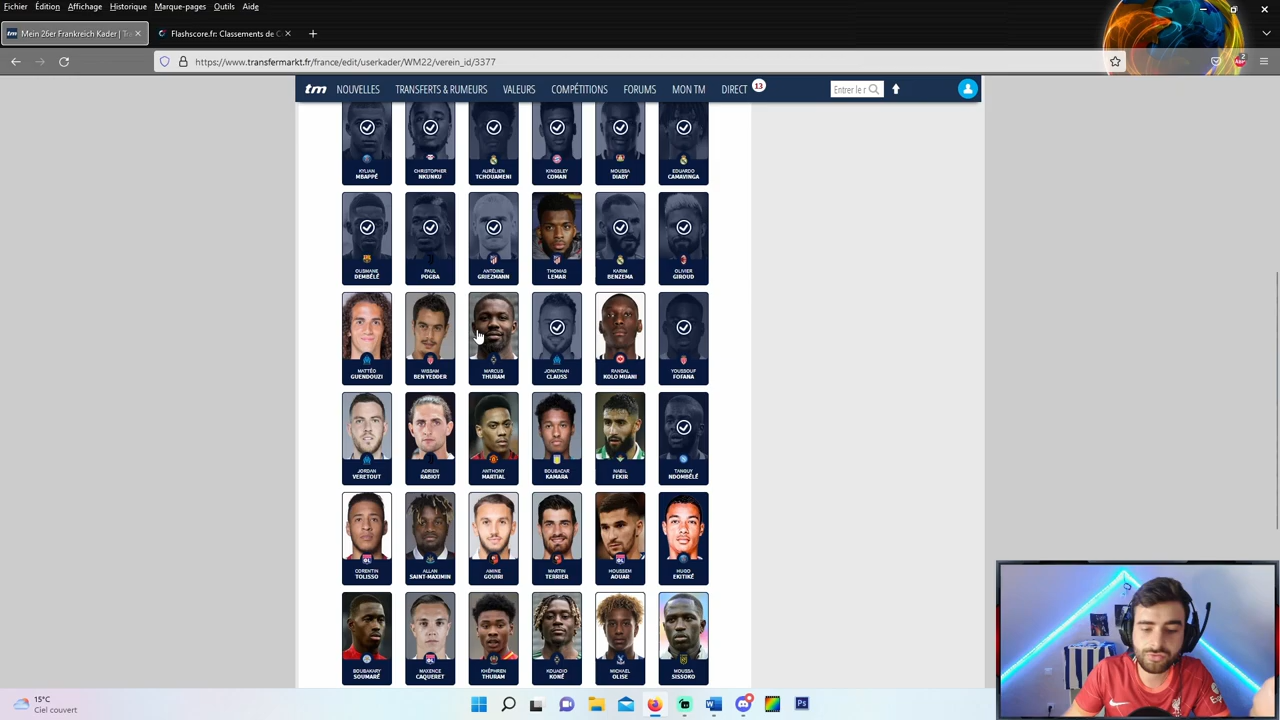 Fichier Édition Affichage Historique Marque-pages Outils Aide
tm Mein 26er Frankreich Kader | Tra
Flashscore.fr: Classements de C
https://www.transfermarkt.fr/france/edit/userkader/WM22/verein_id/3377
ABP 2
tm NOUVELLES TRANSFERTS & RUMEURS VALEURS COMPÉTITIONS FORUMS MON TM DIRECT 13 Entrer le r
KYLIAN MBAPPÉ
CHRISTOPHER NKUNKU
AURÉLIEN TCHOUAMENI
KINGSLEY COMAN
MOUSSA DIABY
EDUARDO CAMAVINGA
OUSMANE DEMBÉLÉ
PAUL POGBA
ANTOINE GRIEZMANN
THOMAS LEMAR
KARIM BENZEMA
OLIVIER GIROUD
MATTÉO GUENDOUZI
WISSAM BEN YEDDER
MARCUS THURAM
JONATHAN CLAUSS
RANDAL KOLO MUANI
YOUSSOUF FOFANA
JORDAN VERETOUT
ADRIEN RABIOT
ANTHONY MARTIAL
BOUBACAR KAMARA
NABIL FEKIR
TANGUY NDOMBÉLÉ
CORENTIN TOLISSO
ALLAN SAINT-MAXIMIN
AMINE GOUIRI
MARTIN TERRIER
HOUSSEM AOUAR
HUGO EKITIKÉ
BOUBAKARY SOUMARÉ
MAXENCE CAQUERET
KHÉPHREN THURAM
KOUADIO KONÉ
MICHAEL OLISE
MOUSSA SISSOKO
15°C
Ciel couvert